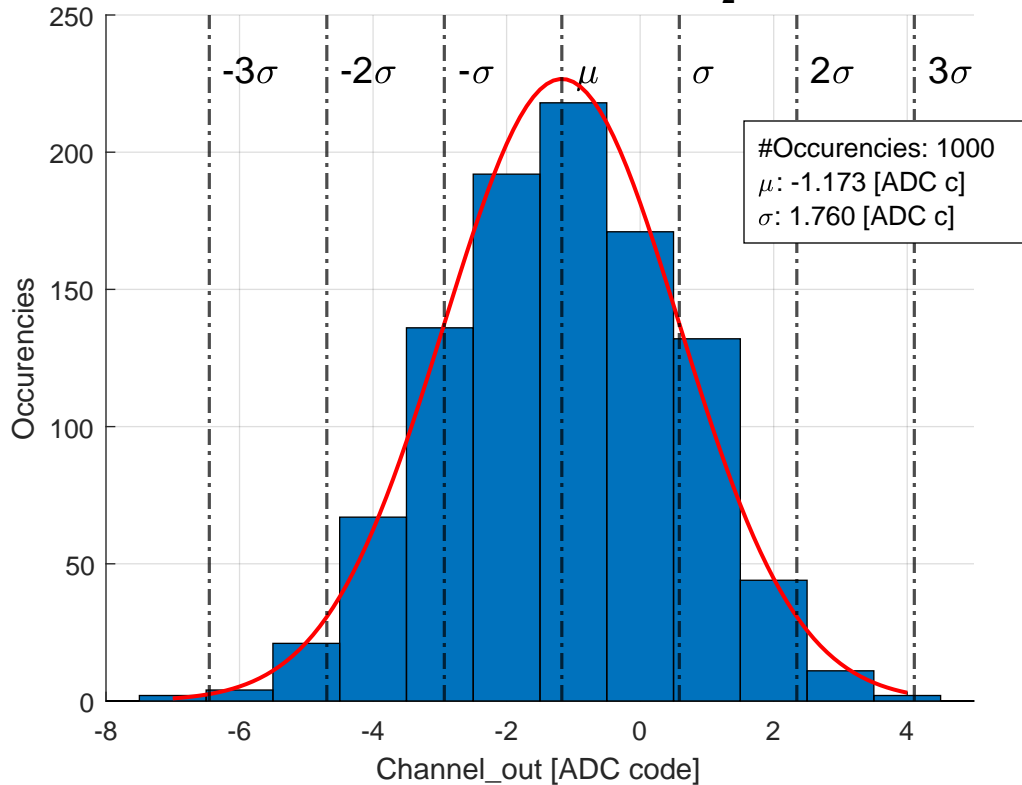 2
250
200
150
100
50
0
-3σ -2σ -σ μ σ 2σ 3σ
#Occurencies: 1000
μ: -1.173 [ADC c]
σ: 1.760 [ADC c]
Occurencies
-8 -6 -4 -2 0 2 4
Channel_out [ADC code]